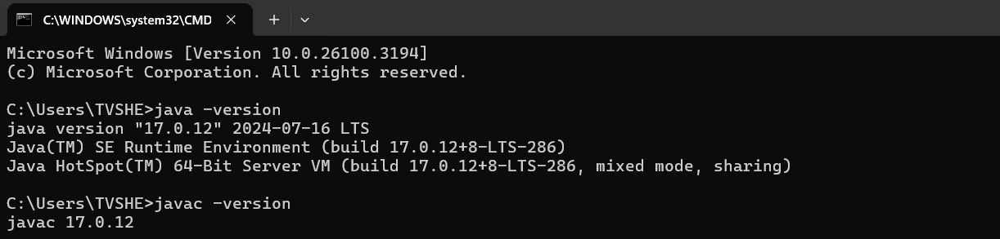 C:\WINDOWS\system32\CMD
Microsoft Windows [Version 10.0.26100.3194]
(c) Microsoft Corporation. All rights reserved.
C:\Users\TVSHE>java -version
java version "17.0.12" 2024-07-16 LTS
Java(TM) SE Runtime Environment (build 17.0.12+8-LTS-286)
Java HotSpot(TM) 64-Bit Server VM (build 17.0.12+8-LTS-286, mixed mode, sharing)
C:\Users\TVSHE>javac -version
javac 17.0.12